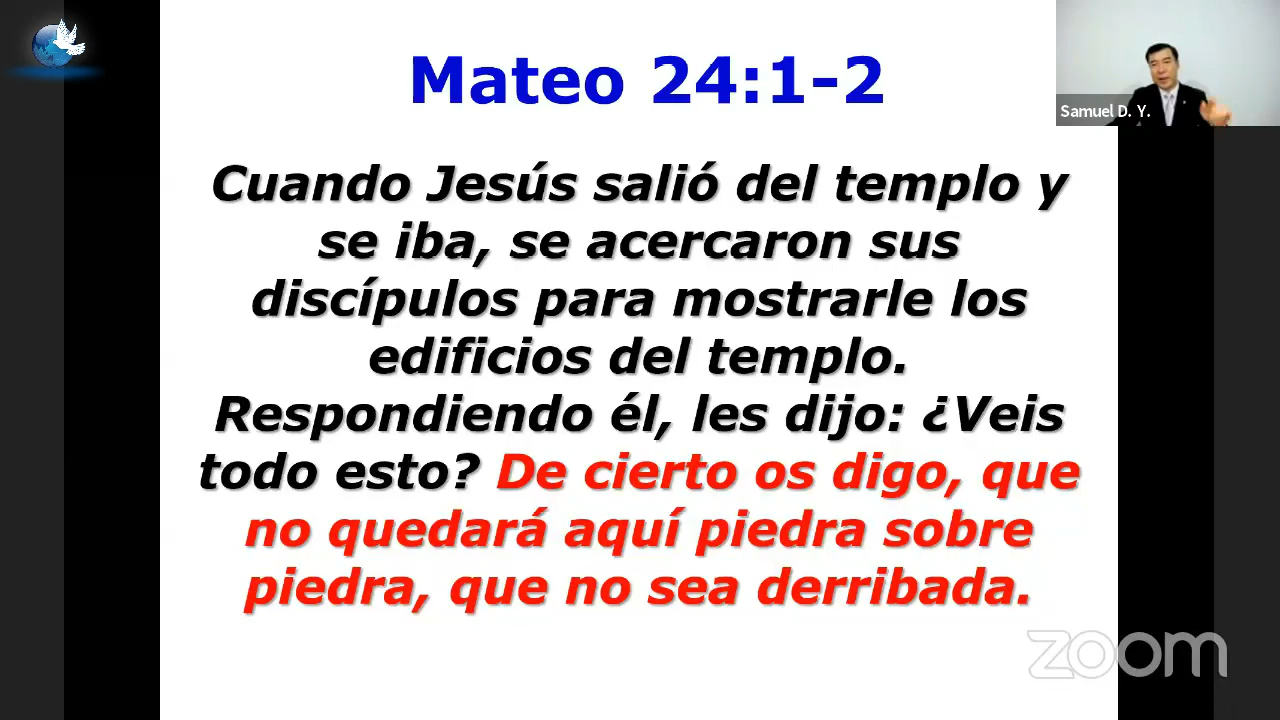 Mateo 24:1-2
Samuel D. Y.
Cuando Jesús salió del templo y
se iba, se acercaron sus
discípulos para mostrarle los
edificios del templo.
Respondiendo él, les dijo: ¿Veis
todo esto? De cierto os digo, que
no quedará aquí piedra sobre
piedra, que no sea derribada.
zoom